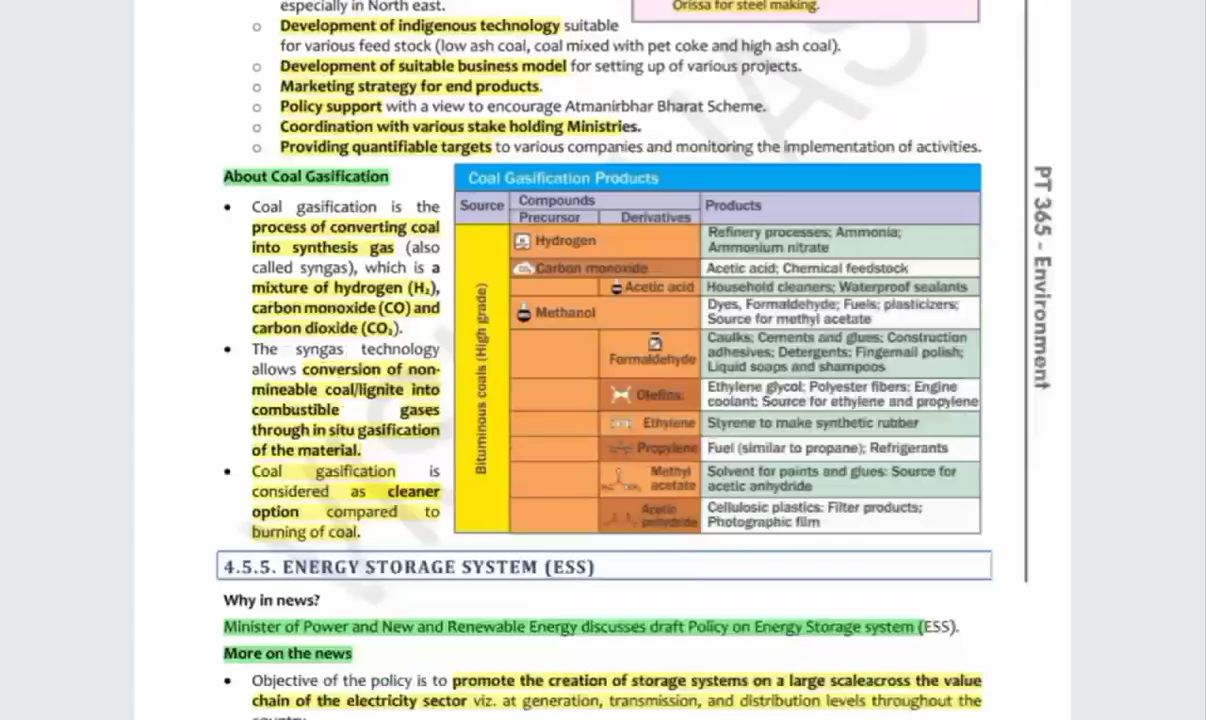 especially in North east.
Orissa for steel making.
o Development of indigenous technology suitable
for various feed stock (low ash coal, coal mixed with pet coke and high ash coal).
o Development of suitable business model for setting up of various projects.
o Marketing strategy for end products.
o Policy support with a view to encourage Atmanirbhar Bharat Scheme.
o Coordination with various stake holding Ministries.
o Providing quantifiable targets to various companies and monitoring the implementation of activities.
About Coal Gasification
• Coal gasification is the
process of converting coal
into synthesis gas (also
called syngas), which is a
mixture of hydrogen (H₂),
carbon monoxide (CO) and
carbon dioxide (CO₂).
• The syngas technology
allows conversion of non-
mineable coal/lignite into
combustible gases
through in situ gasification
of the material.
• Coal gasification is
considered as cleaner
option compared to
burning of coal.
Coal Gasification Products
Source Compounds Products
Precursor Derivatives
Bituminous coals (High grade)
Hydrogen
Refinery processes; Ammonia;
Ammonium nitrate
Carbon monoxide
Acetic acid; Chemical feedstock
Acetic acid
Household cleaners; Waterproof sealants
Methanol
Dyes, Formaldehyde; Fuels; plasticizers;
Source for methyl acetate
Formaldehyde
Caulks; Cements and glues; Construction
adhesives; Detergents; Fingernail polish;
Liquid soaps and shampoos
Olefins
Ethylene glycol; Polyester fibers; Engine
coolant; Source for ethylene and propylene
Ethylene
Styrene to make synthetic rubber
Propylene
Fuel (similar to propane); Refrigerants
Methyl
acetate
Solvent for paints and glues; Source for
acetic anhydride
Acetic
anhydride
Cellulosic plastics: Filter products;
Photographic film
PT 365 - Environment
4.5.5. ENERGY STORAGE SYSTEM (ESS)
Why in news?
Minister of Power and New and Renewable Energy discusses draft Policy on Energy Storage system (ESS).
More on the news
• Objective of the policy is to promote the creation of storage systems on a large scaleacross the value
chain of the electricity sector viz. at generation, transmission, and distribution levels throughout the